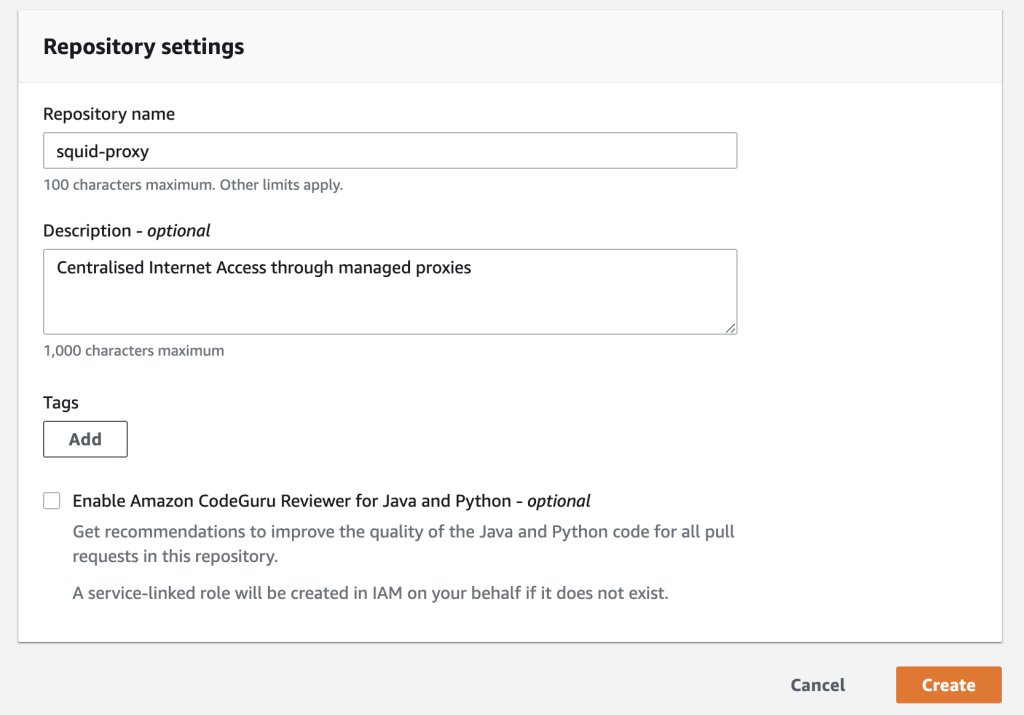 Repository settings
Repository name
squid-proxy
100 characters maximum. Other limits apply.
Description - optional
Centralised Internet Access through managed proxies
1,000 characters maximum
Tags
Add
Enable Amazon CodeGuru Reviewer for Java and Python - optional
Get recommendations to improve the quality of the Java and Python code for all pull
requests in this repository.
A service-linked role will be created in IAM on your behalf if it does not exist.
Cancel
Create